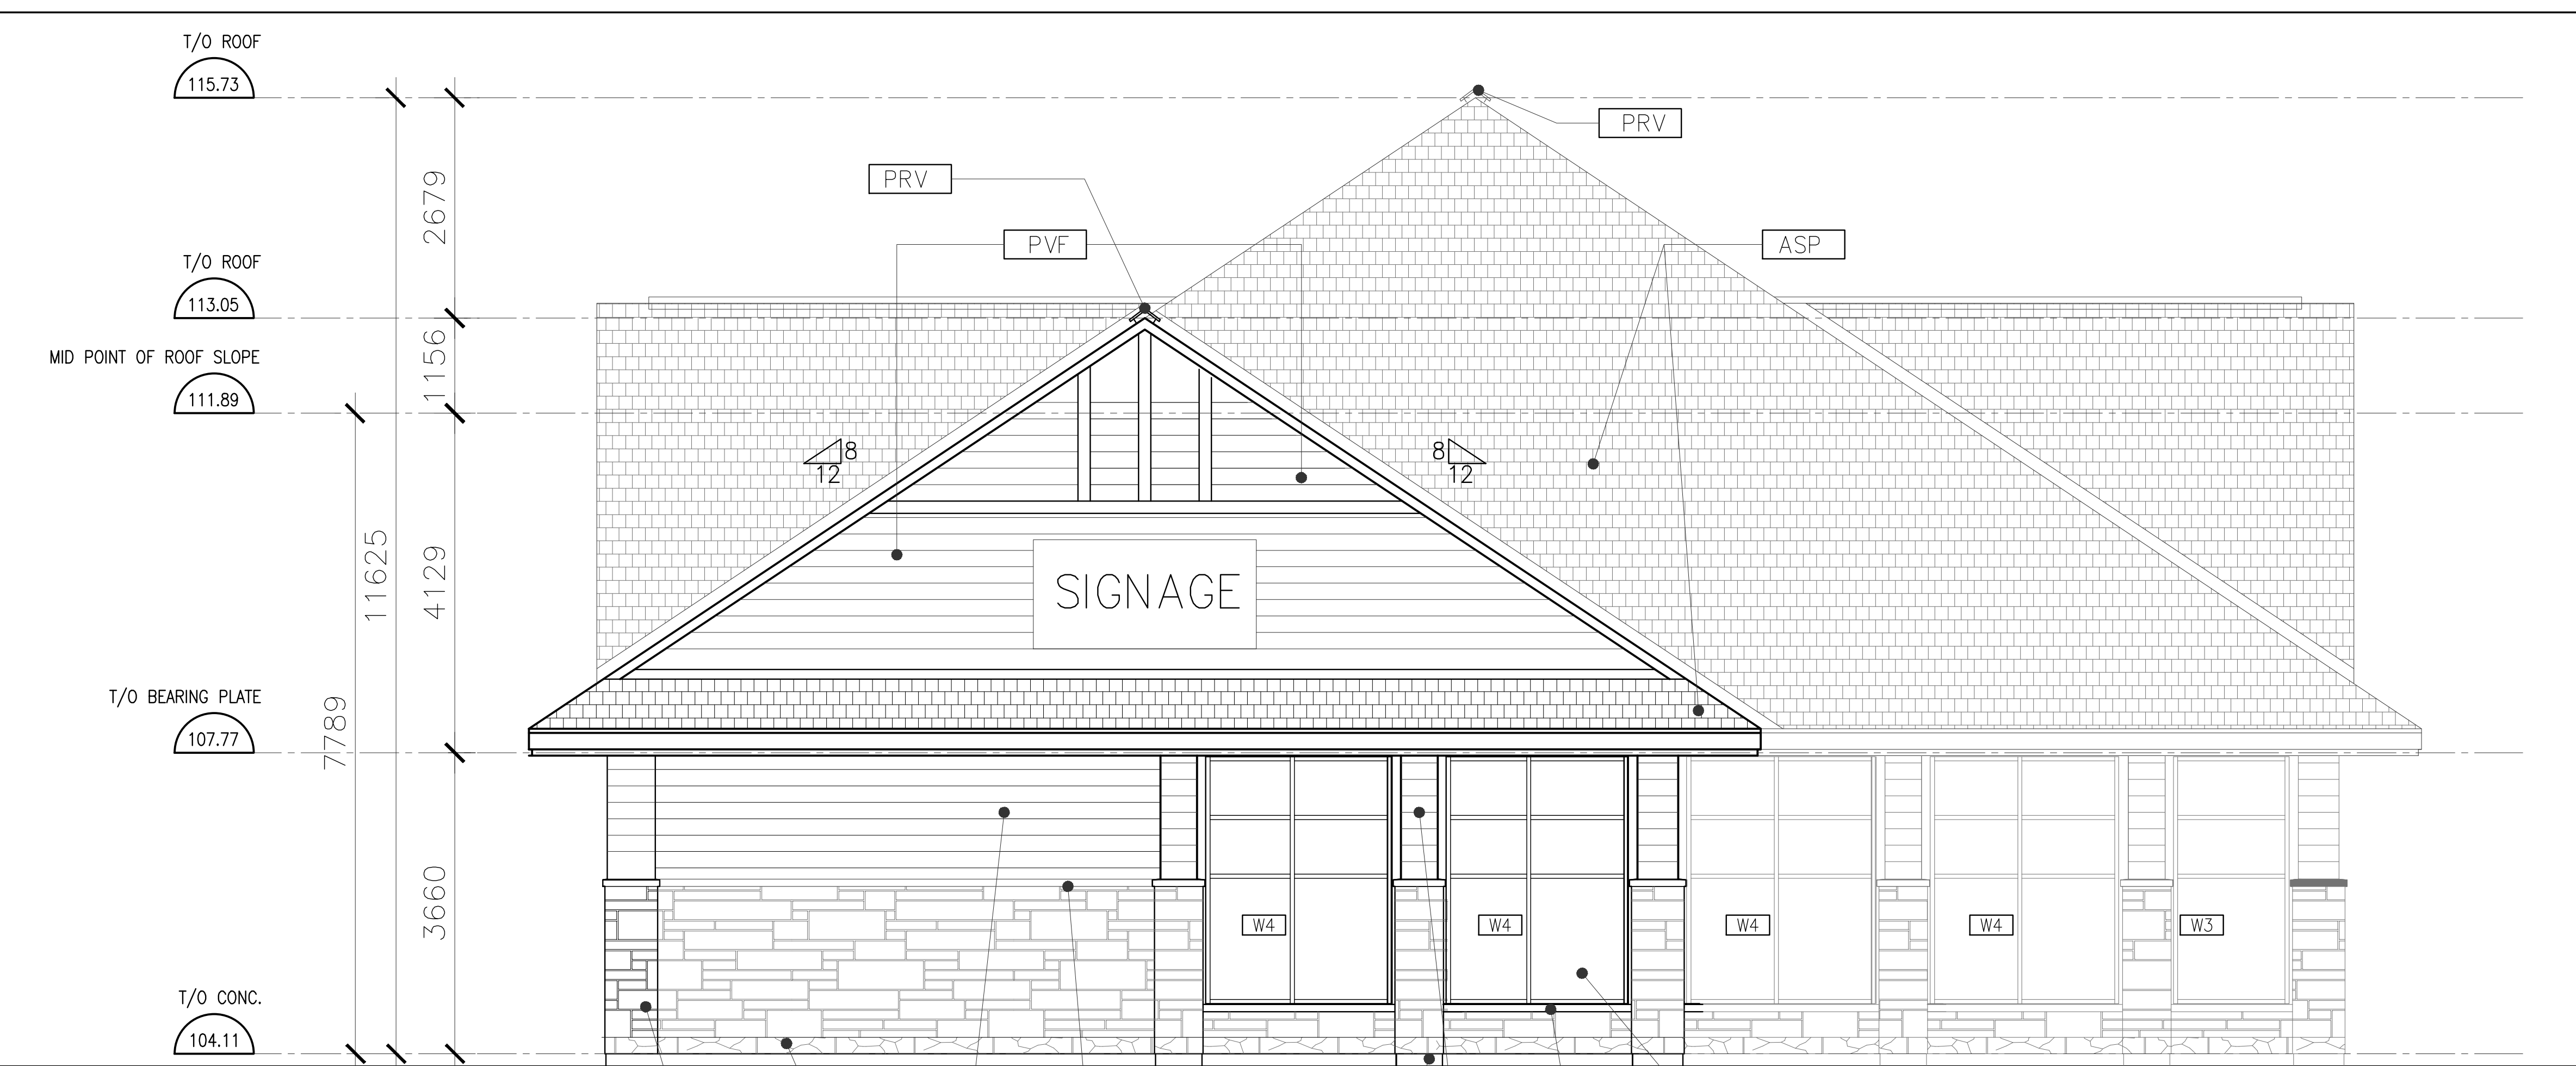 T/O ROOF
115.73
PRV
PRV
2679
PVF
ASP
T/O ROOF
113.05
1156
MID POINT OF ROOF SLOPE
111.89
8
12
8
12
11625
4129
SIGNAGE
7789
T/O BEARING PLATE
107.77
3660
W4
W4
W4
W4
W3
T/O CONC.
104.11